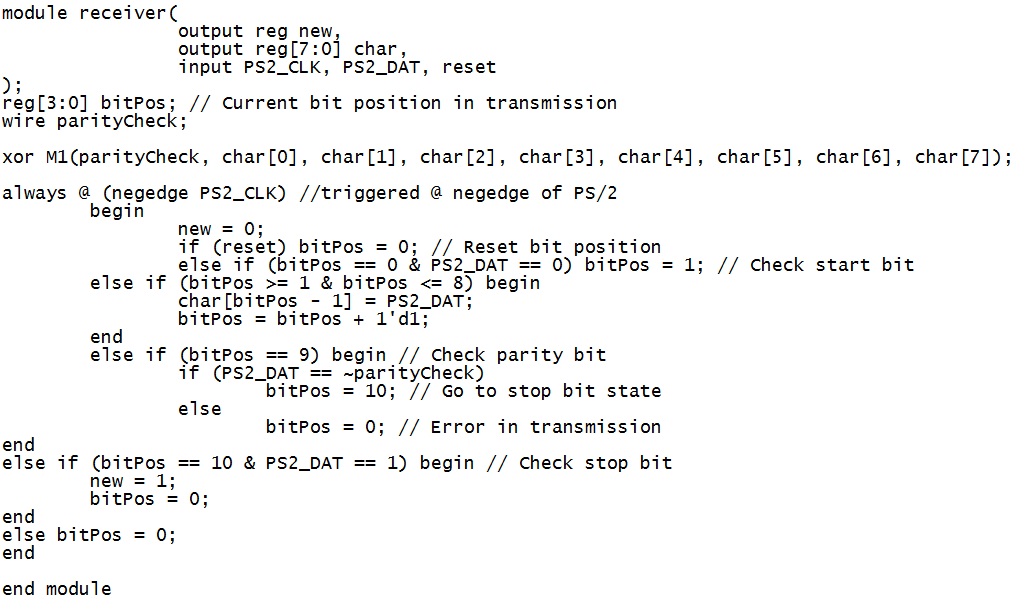 module receiver(
output reg new,
output reg[7:0] char,
input PS2_CLK, PS2_DAT, reset
);
reg[3:0] bitPos; // Current bit position in transmission
wire parityCheck;
xor M1(parityCheck, char[0], char[1], char[2], char[3], char[4], char[5], char[6], char[7]);
always @ (negedge PS2_CLK) //triggered @ negedge of PS/2
begin
new = 0;
if (reset) bitPos = 0; // Reset bit position
else if (bitPos == 0 & PS2_DAT == 0) bitPos = 1; // Check start bit
else if (bitPos >= 1 & bitPos <= 8) begin
char[bitPos - 1] = PS2_DAT;
bitPos = bitPos + 1'd1;
end
else if (bitPos == 9) begin // Check parity bit
if (PS2_DAT == ~parityCheck)
bitPos = 10; // Go to stop bit state
else
bitPos = 0; // Error in transmission
end
else if (bitPos == 10 & PS2_DAT == 1) begin // Check stop bit
new = 1;
bitPos = 0;
end
else bitPos = 0;
end
end module